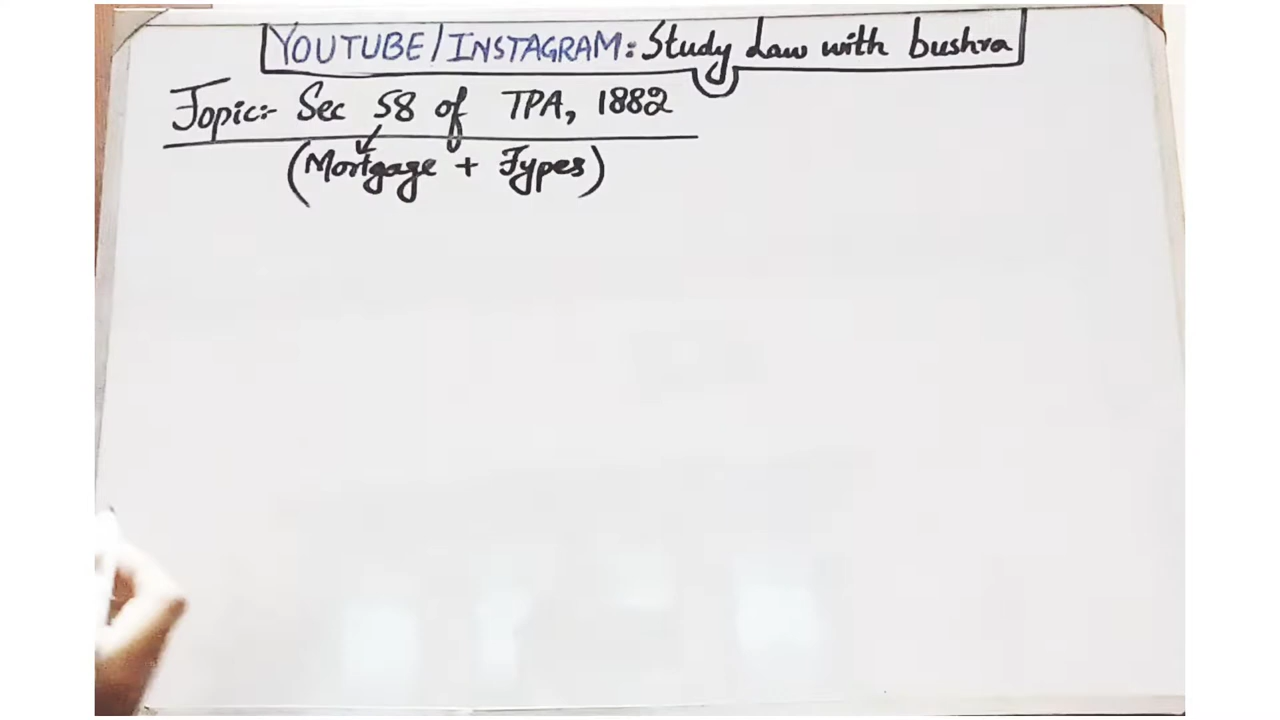 YOUTUBE/INSTAGRAM: Study Law with bushra
Topic:- Sec 58 of TPA, 1882
(Mortgage + Types)